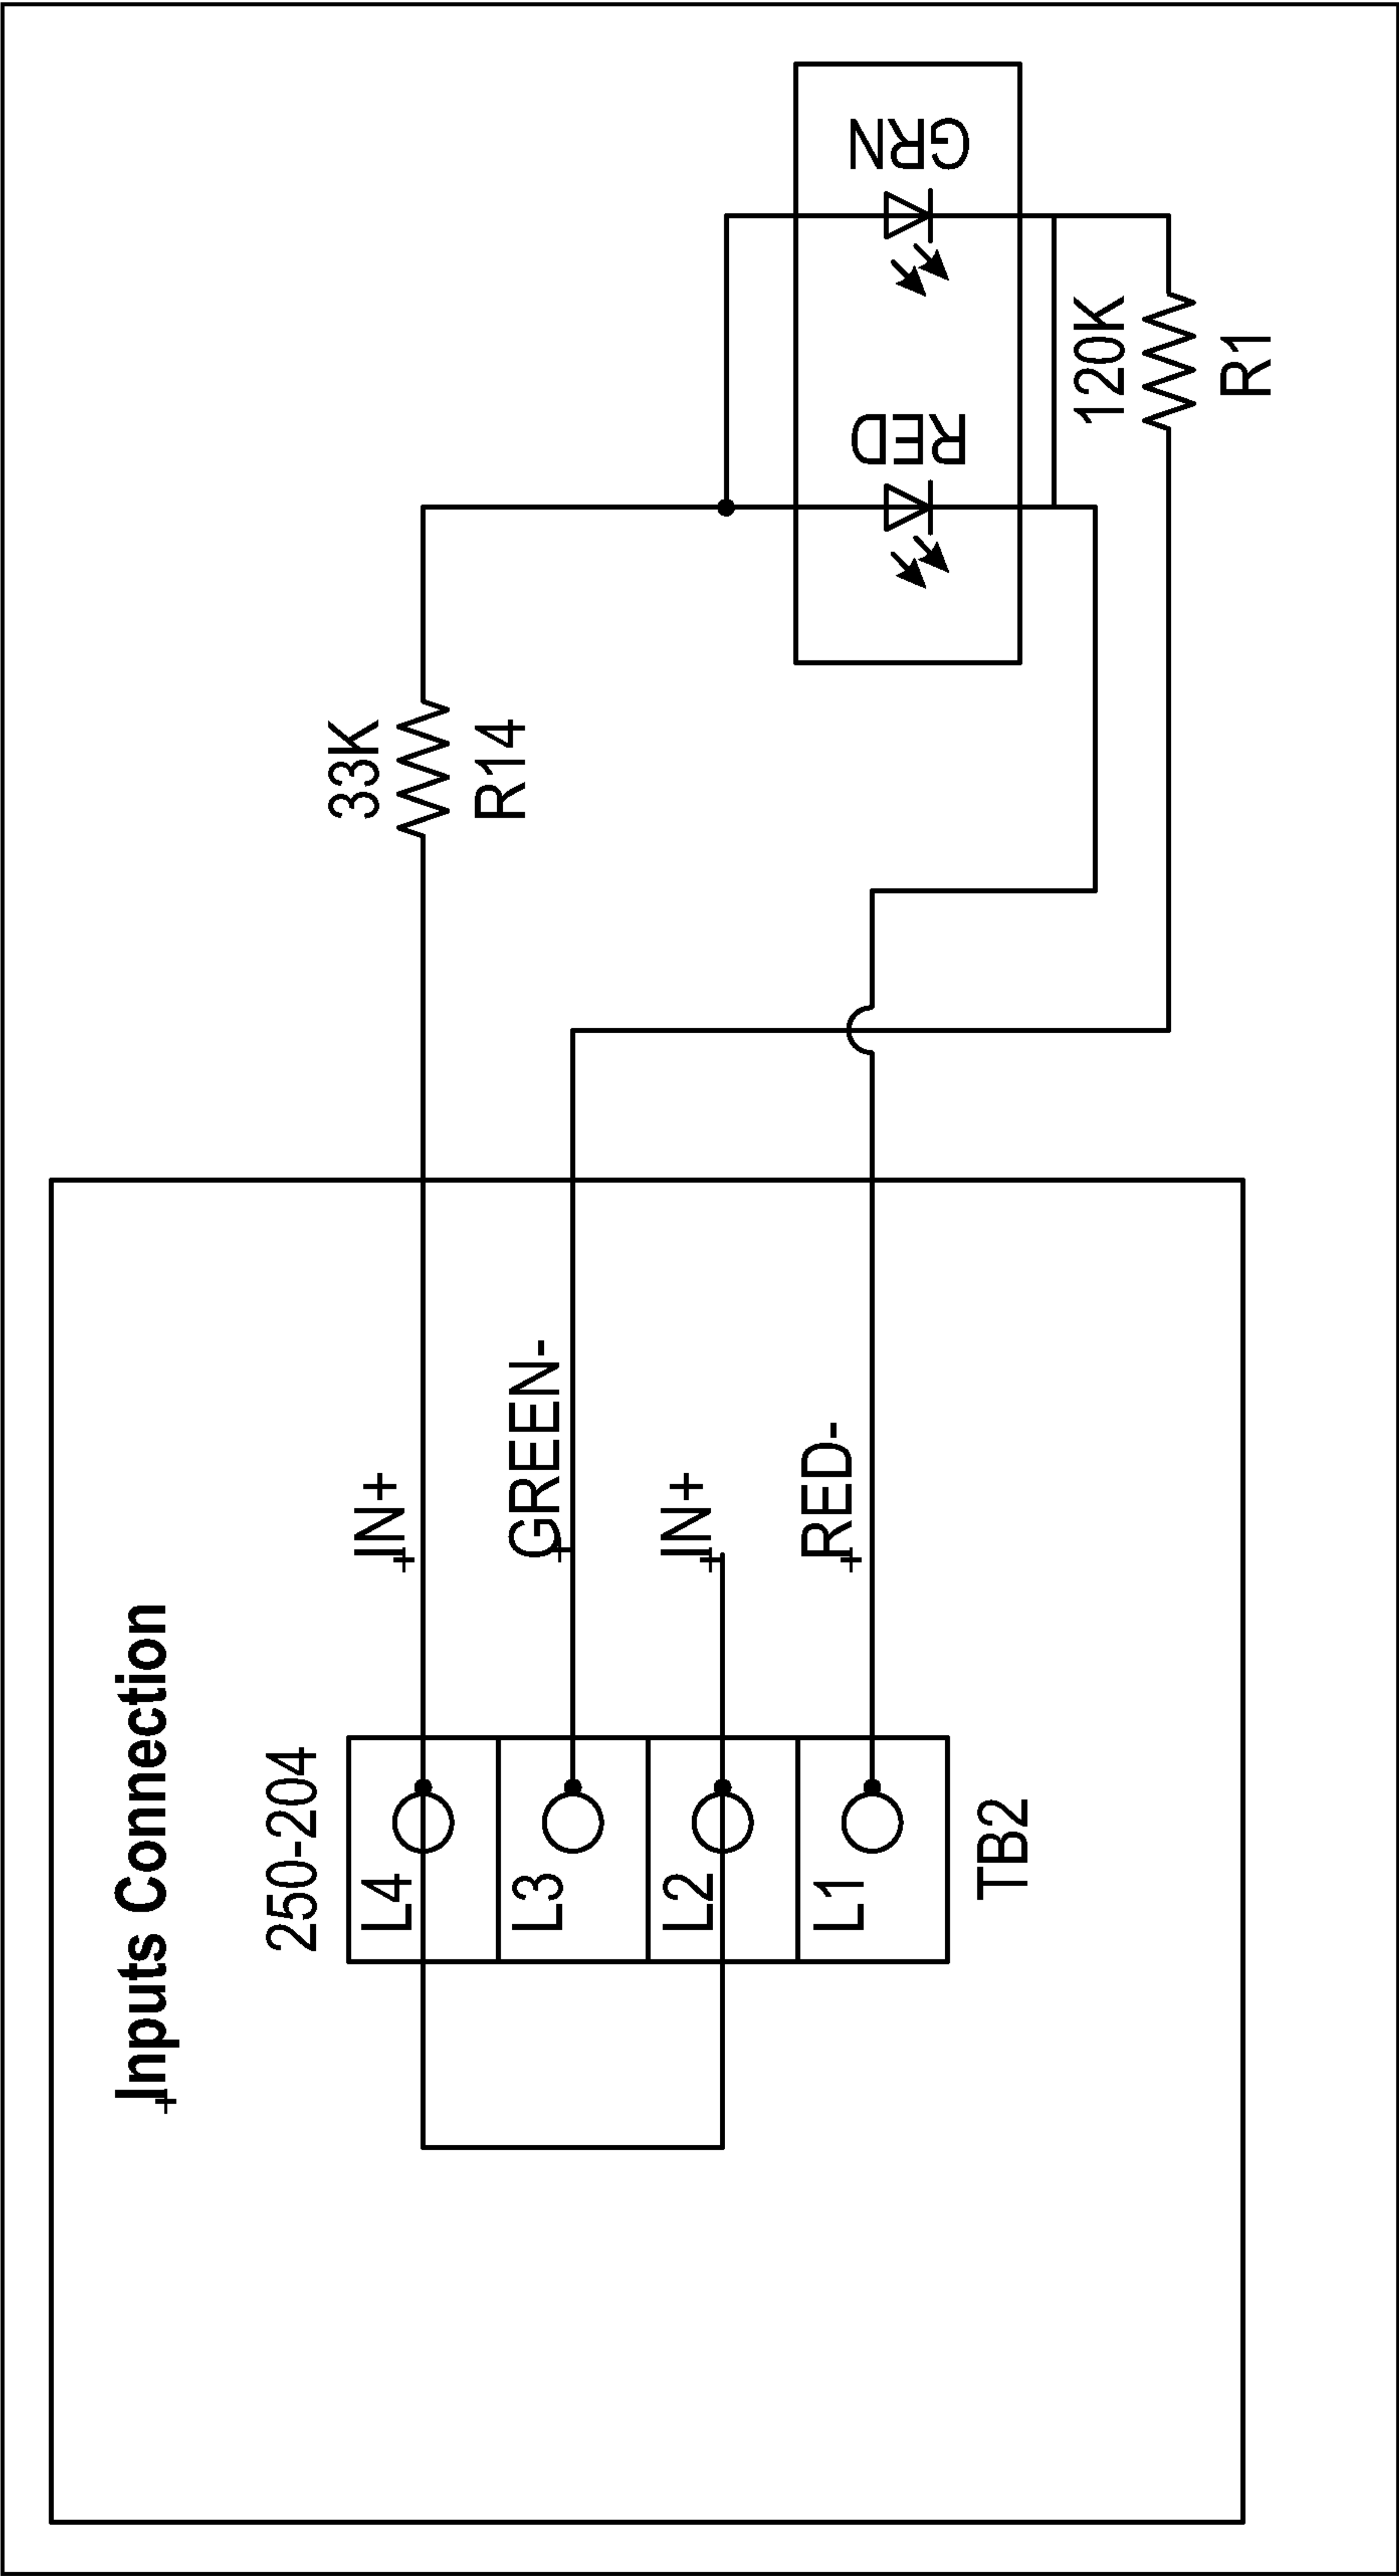 Inputs Connection
250-204
L4
IN+
33K
R14
L3
GREEN-
L2
IN+
RED
GRN
L1
RED-
TB2
120K
R1